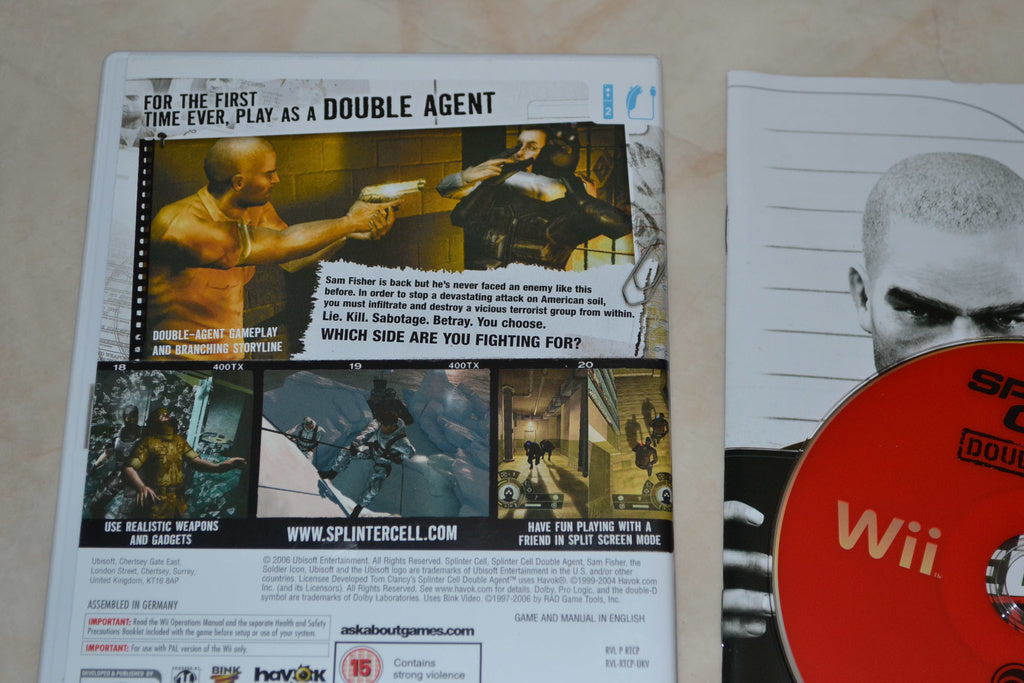 FOR THE FIRST
TIME EVER, PLAY AS A DOUBLE AGENT
2
Sam Fisher is back but he's never faced an enemy like this
before. In order to stop a devastating attack on American soil,
you must infiltrate and destroy a vicious terrorist group from within.
Lie. Kill. Sabotage. Betray. You choose.
WHICH SIDE ARE YOU FIGHTING FOR?
DOUBLE-AGENT GAMEPLAY
AND BRANCHING STORYLINE
18 400TX 19 400TX 20
USE REALISTIC WEAPONS
AND GADGETS
WWW.SPLINTERCELL.COM
HAVE FUN PLAYING WITH A
FRIEND IN SPLIT SCREEN MODE
Ubisoft, Chertsey Gate East,
London Street, Chertsey, Surrey,
United Kingdom, KT16 8AP
© 2006 Ubisoft Entertainment. All Rights Reserved. Splinter Cell, Splinter Cell Double Agent, Sam Fisher, the
Soldier Icon, Ubisoft and the Ubisoft logo are trademarks of Ubisoft Entertainment in the U.S. and/or other
countries. Licensee Developed Tom Clancy's Splinter Cell Double Agent™ uses Havok®. ©1999-2004 Havok.com
Inc. (and its Licensors). All Rights Reserved. See www.havok.com for details. Dolby, Pro Logic, and the double-D
symbol are trademarks of Dolby Laboratories. Uses Bink Video. ©1997-2006 by RAD Game Tools, Inc.
ASSEMBLED IN GERMANY
GAME AND MANUAL IN ENGLISH
IMPORTANT: Read the Wii Operations Manual and the separate Health and Safety
Precautions Booklet included with the game before setup or use of your system.
IMPORTANT: For use with PAL version of the Wii only.
askaboutgames.com
RVL P RTCP
RVL-RTCP-UKV
DEVELOPED & PUBLISHED BY
BINK
havok
15
Contains
strong violence
SP
C
DOU
Wii™